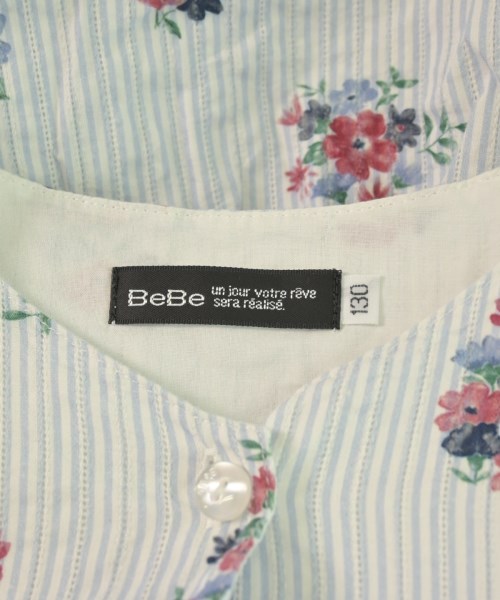 BeBe
un jour votre rêve
sera réalisé.
130